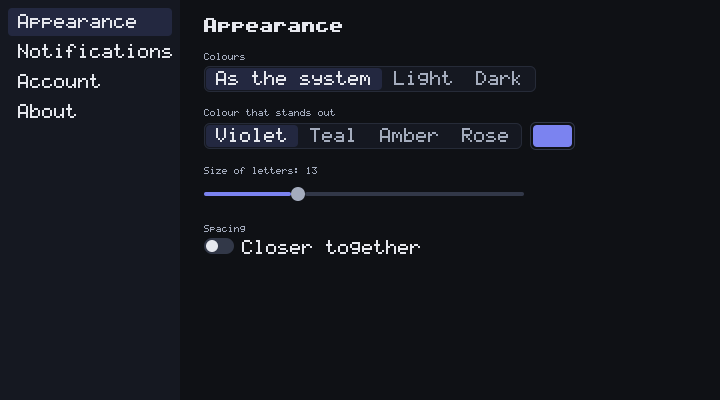 Appearance
Notifications
Account
About
Appearance
Colours
As the system Light Dark
Colour that stands out
Violet Teal Amber Rose
Size of letters: 13
Spacing
Closer together